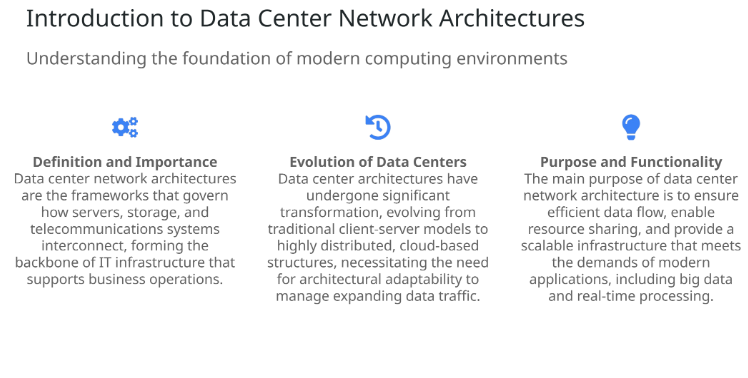 Introduction to Data Center Network Architectures
Understanding the foundation of modern computing environments
Definition and Importance
Data center network architectures
are the frameworks that govern
how servers, storage, and
telecommunications systems
interconnect, forming the
backbone of IT infrastructure that
supports business operations.
Evolution of Data Centers
Data center architectures have
undergone significant
transformation, evolving from
traditional client-server models to
highly distributed, cloud-based
structures, necessitating the need
for architectural adaptability to
manage expanding data traffic.
Purpose and Functionality
The main purpose of data center
network architecture is to ensure
efficient data flow, enable
resource sharing, and provide a
scalable infrastructure that meets
the demands of modern
applications, including big data
and real-time processing.